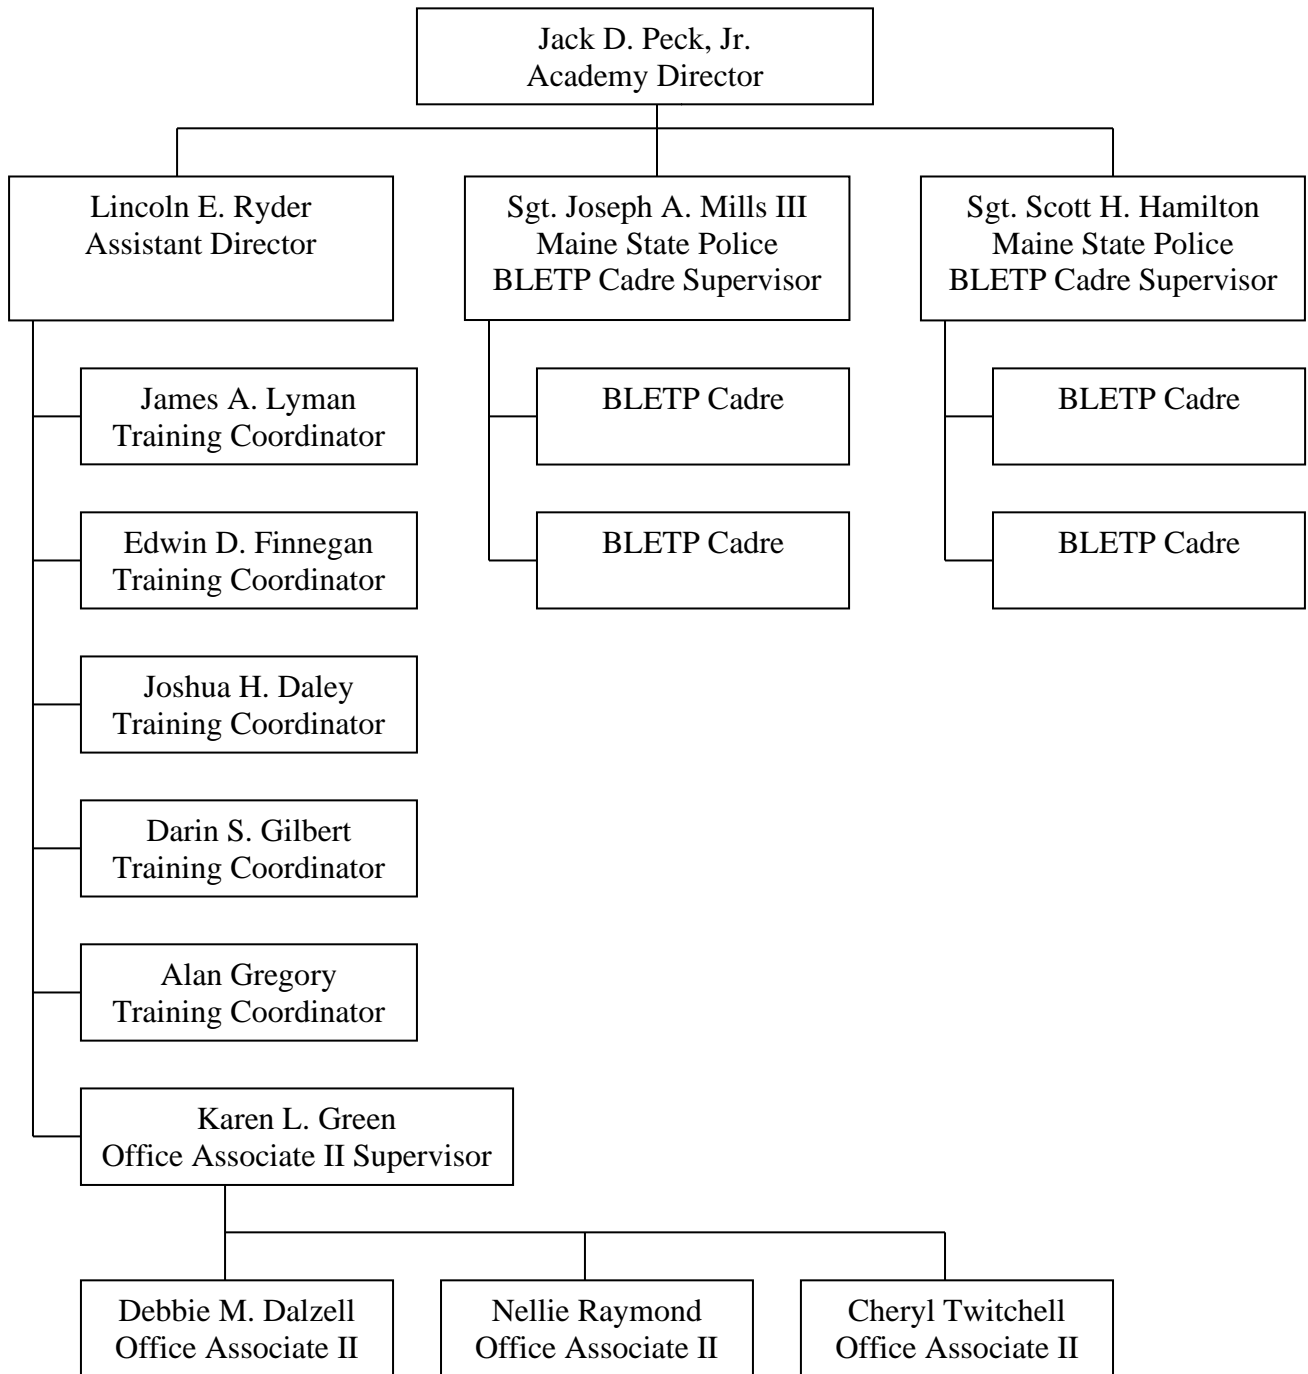 Jack D. Peck, Jr.
Academy Director
Lincoln E. Ryder
Assistant Director
Sgt. Joseph A. Mills III
Maine State Police
BLETP Cadre Supervisor
Sgt. Scott H. Hamilton
Maine State Police
BLETP Cadre Supervisor
James A. Lyman
Training Coordinator
BLETP Cadre
BLETP Cadre
Edwin D. Finnegan
Training Coordinator
BLETP Cadre
BLETP Cadre
Joshua H. Daley
Training Coordinator
Darin S. Gilbert
Training Coordinator
Alan Gregory
Training Coordinator
Karen L. Green
Office Associate II Supervisor
Debbie M. Dalzell
Office Associate II
Nellie Raymond
Office Associate II
Cheryl Twitchell
Office Associate II